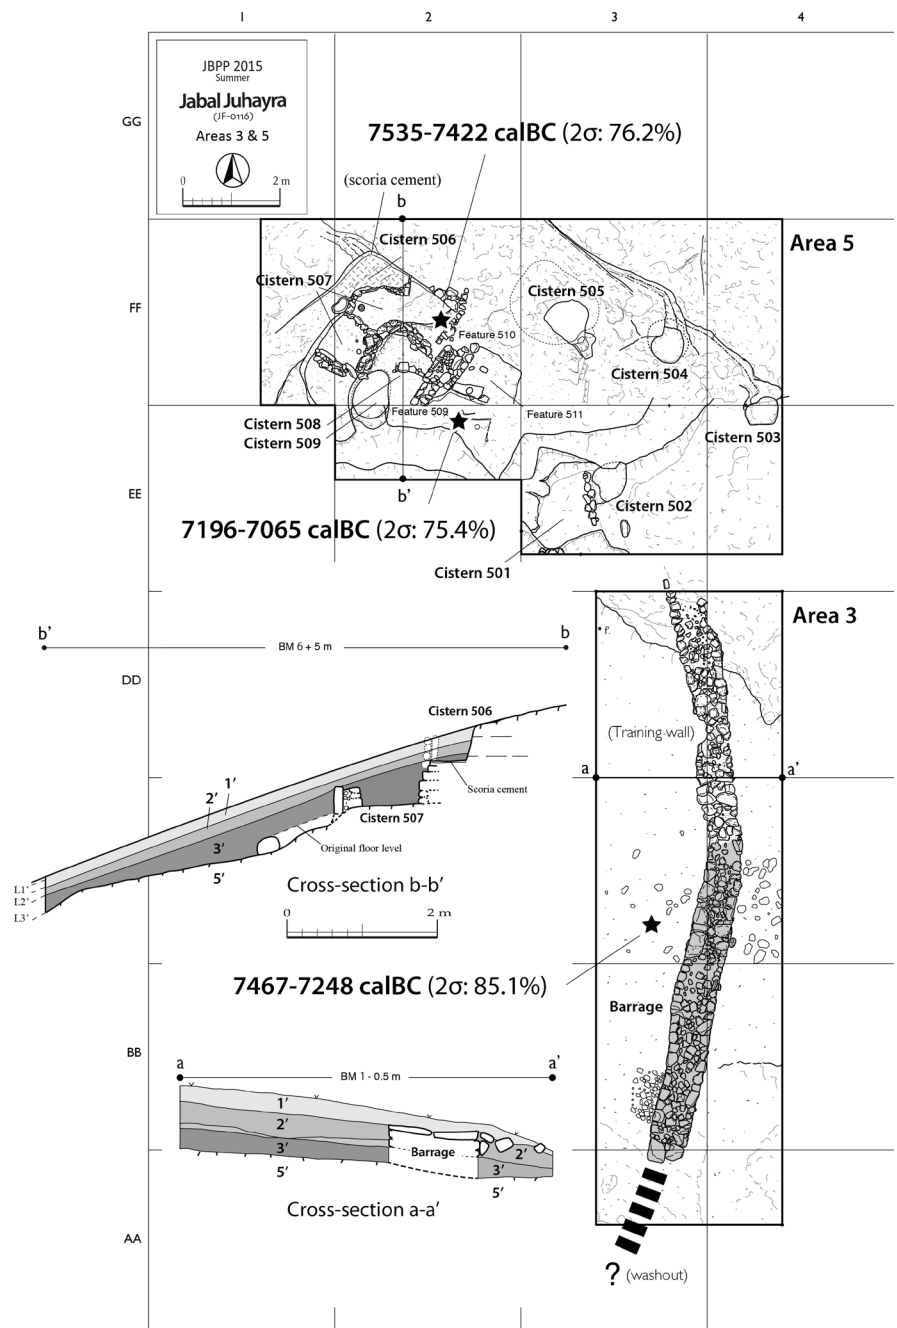 1
2
3
4
JBPP 2015
Summer
Jabal Juhayra
(JF-0116)
Areas 3 & 5
0 2 m
GG
7535-7422 calBC (2σ: 76.2%)
(scoria cement)
b
Area 5
Cistern 506
Cistern 507
Cistern 505
FF
Feature 510
Cistern 504
Feature 509
Feature 511
Cistern 508
Cistern 509
Cistern 503
EE
b’
Cistern 502
7196-7065 calBC (2σ: 75.4%)
Cistern 501
Area 3
f.
b’
b
BM 6 + 5 m
DD
Cistern 506
(Training wall)
a
a’
1’
2’
Scoria cement
Cistern 507
3’
Original floor level
5’
L1’
L2’
L3’
Cross-section b-b’
0 2 m
7467-7248 calBC (2σ: 85.1%)
Barrage
BB
a
a’
BM 1 - 0.5 m
1’
2’
3’
5’
Barrage
2’
3’
5’
Cross-section a-a’
AA
? (washout)